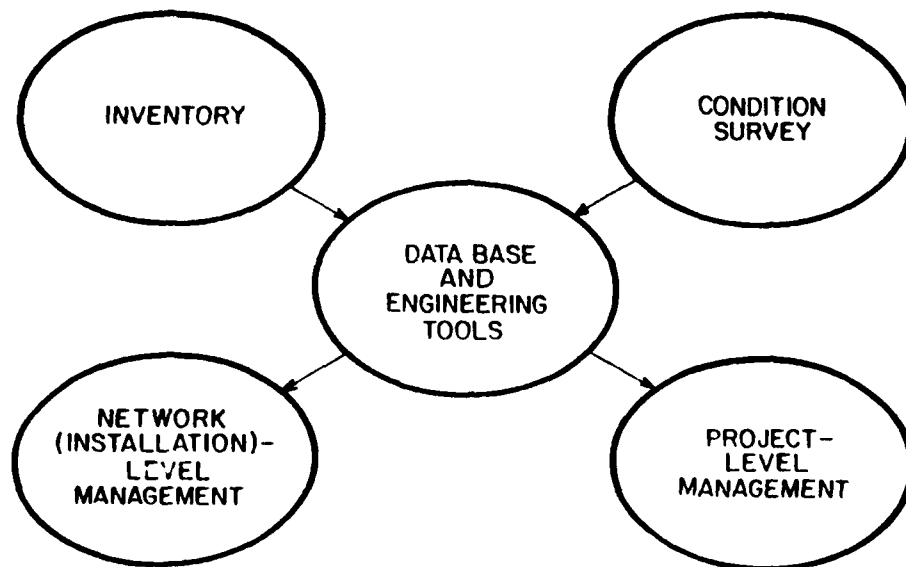 INVENTORY
CONDITION
SURVEY
DATA BASE
AND
ENGINEERING
TOOLS
NETWORK
(INSTALLATION)-
LEVEL
MANAGEMENT
PROJECT-
LEVEL
MANAGEMENT